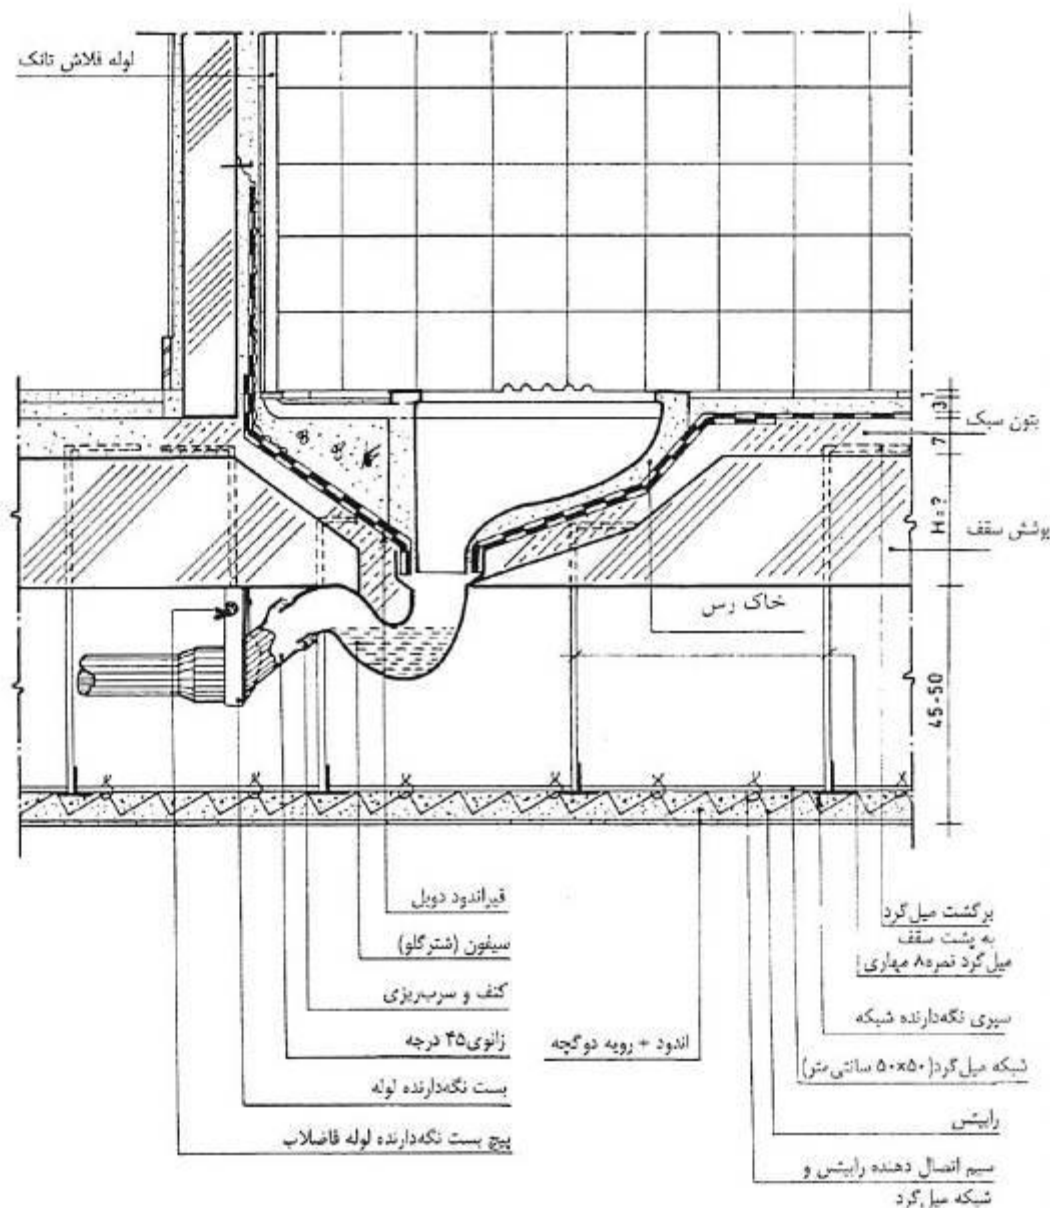 لوله فلاش تانک
1
3
7
H=?
45-50
بتون سبک
پوشش سقف
خاک رس
قیراندود دوبل
سیفون (شترگلو)
کنف و سرب‌ریزی
زانوی ۴۵ درجه
بست نگه‌دارنده لوله
پیچ بست نگه‌دارنده لوله فاضلاب
اندود + رویه دوگچه
برگشت میل‌گرد
به پشت سقف
میل‌گرد نمره ۸ مهاری
سپری نگه‌دارنده شبکه
شبکه میل‌گرد (۵۰×۵۰ سانتی‌متر)
رابیتس
سیم اتصال دهنده رابیتس و
شبکه میل‌گرد